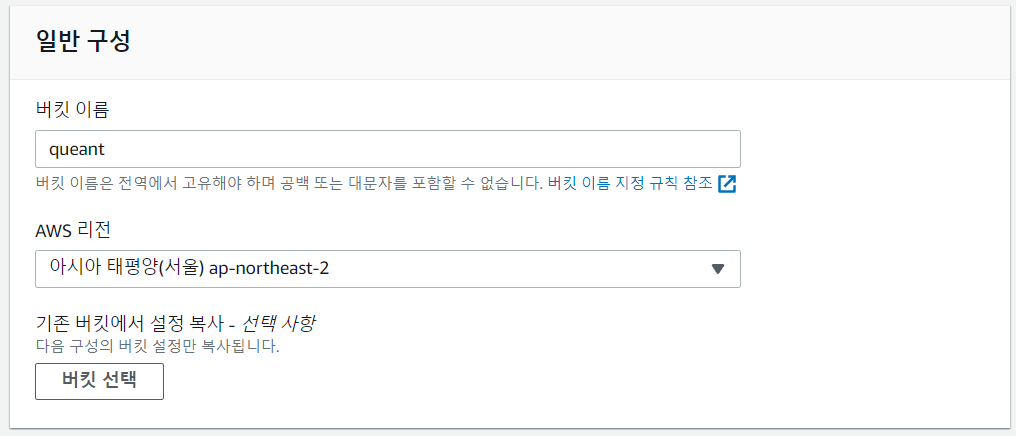 일반 구성
버킷 이름
queant
버킷 이름은 전역에서 고유해야 하며 공백 또는 대문자를 포함할 수 없습니다. 버킷 이름 지정 규칙 참조
AWS 리전
아시아 태평양(서울) ap-northeast-2
기존 버킷에서 설정 복사 - 선택 사항
다음 구성의 버킷 설정만 복사됩니다.
버킷 선택